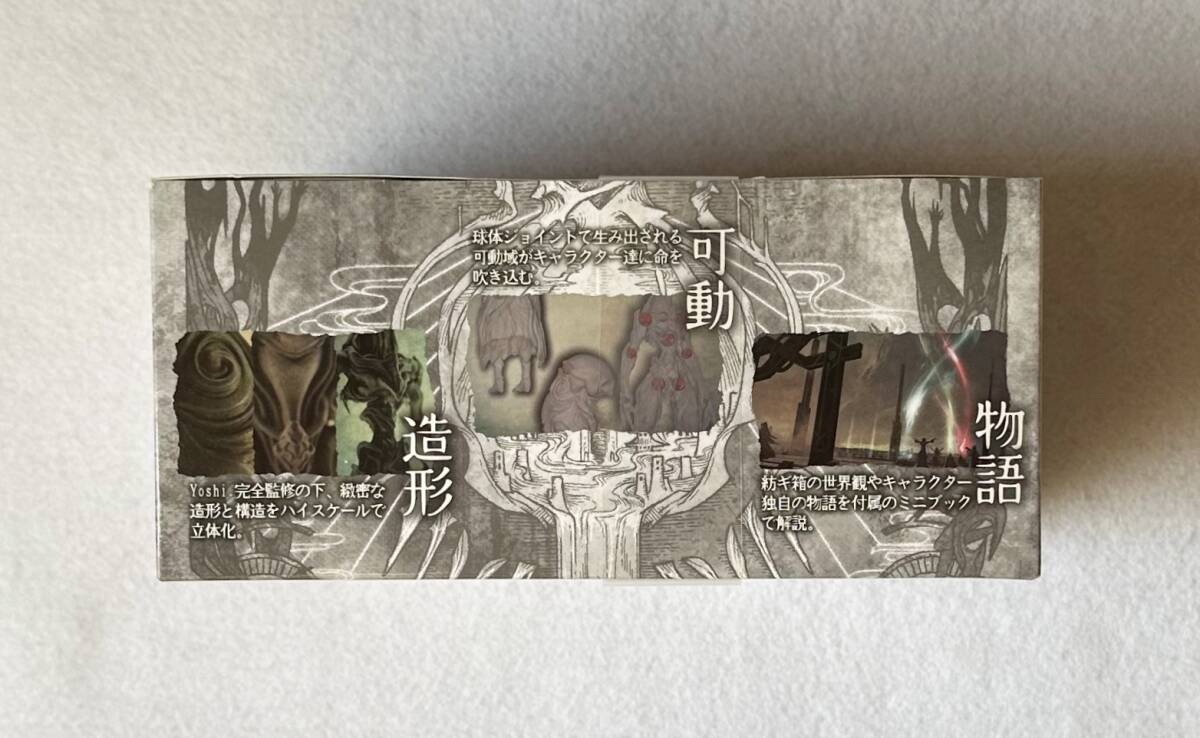 造形
Yoshi 完全監修の下、緻密な
造形と構造をハイスケールで
立体化。
可動
球体ジョイントで生み出される
可動域がキャラクター達に命を
吹き込む。
物語
紡ギ箱の世界観やキャラクター
独自の物語を付属のミニブック
で解説。